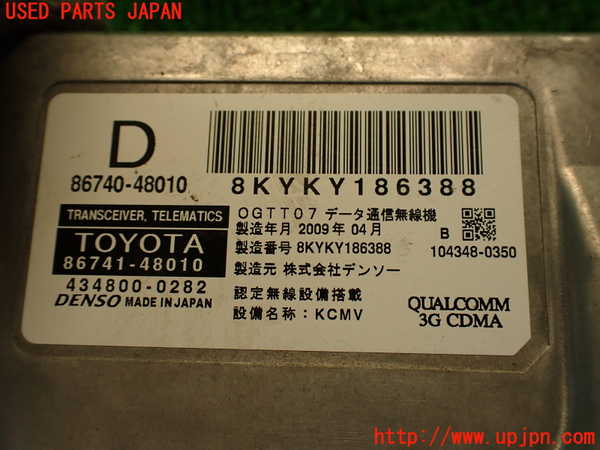 USED PARTS JAPAN
D
86740-48010
8KYKY186388
TRANSCEIVER, TELEMATICS
TOYOTA
86741-48010
434800-0282
DENSO MADE IN JAPAN
OGTT07 データ通信無線機
製造年月 2009年 04月
製造番号 8KYKY186388
製造元 株式会社デンソー
認定無線設備搭載
設備名称：KCMV
B
104348-0350
QUALCOMM
3G CDMA
http://www.upjpn.com/